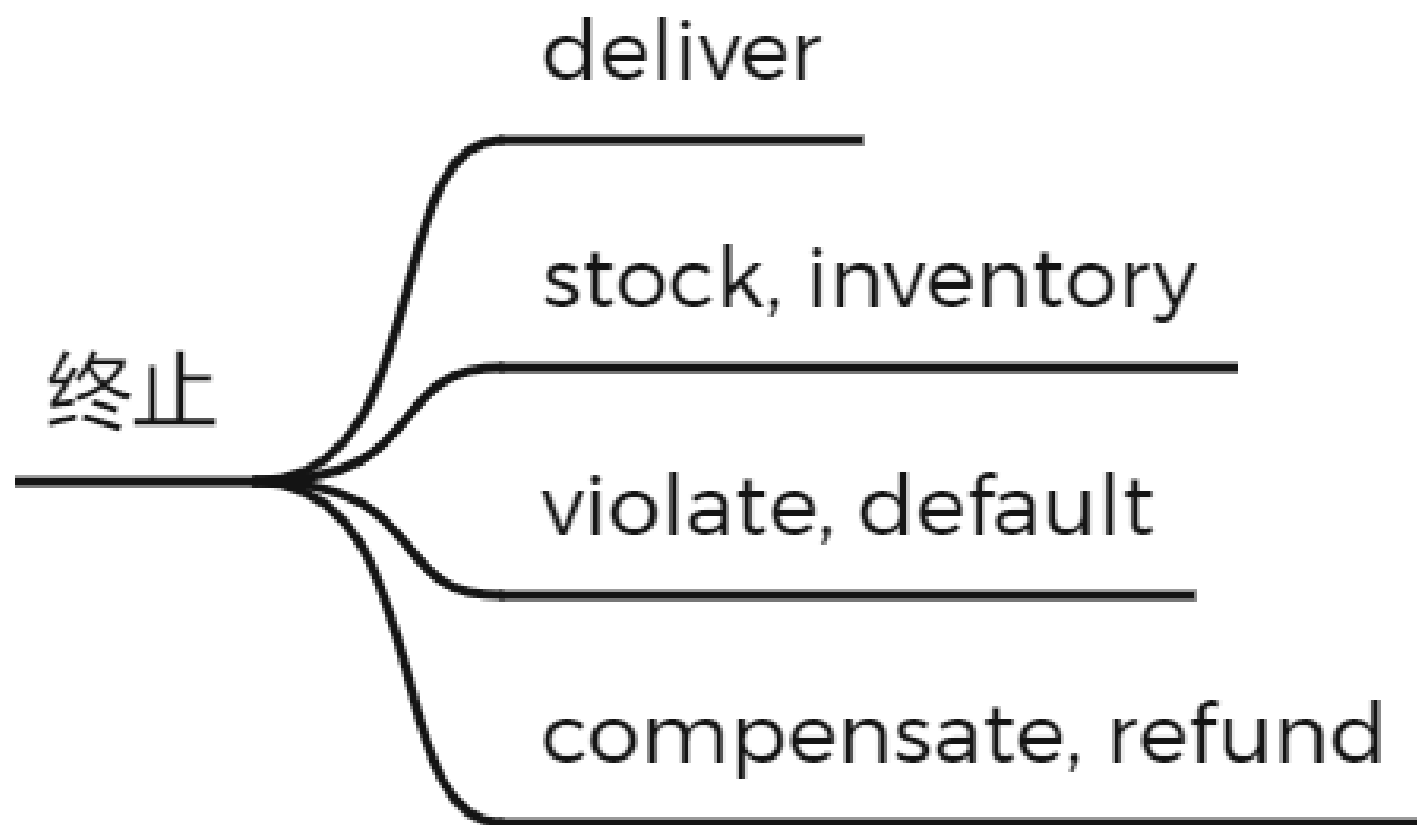 终止
deliver
stock, inventory
violate, default
compensate, refund